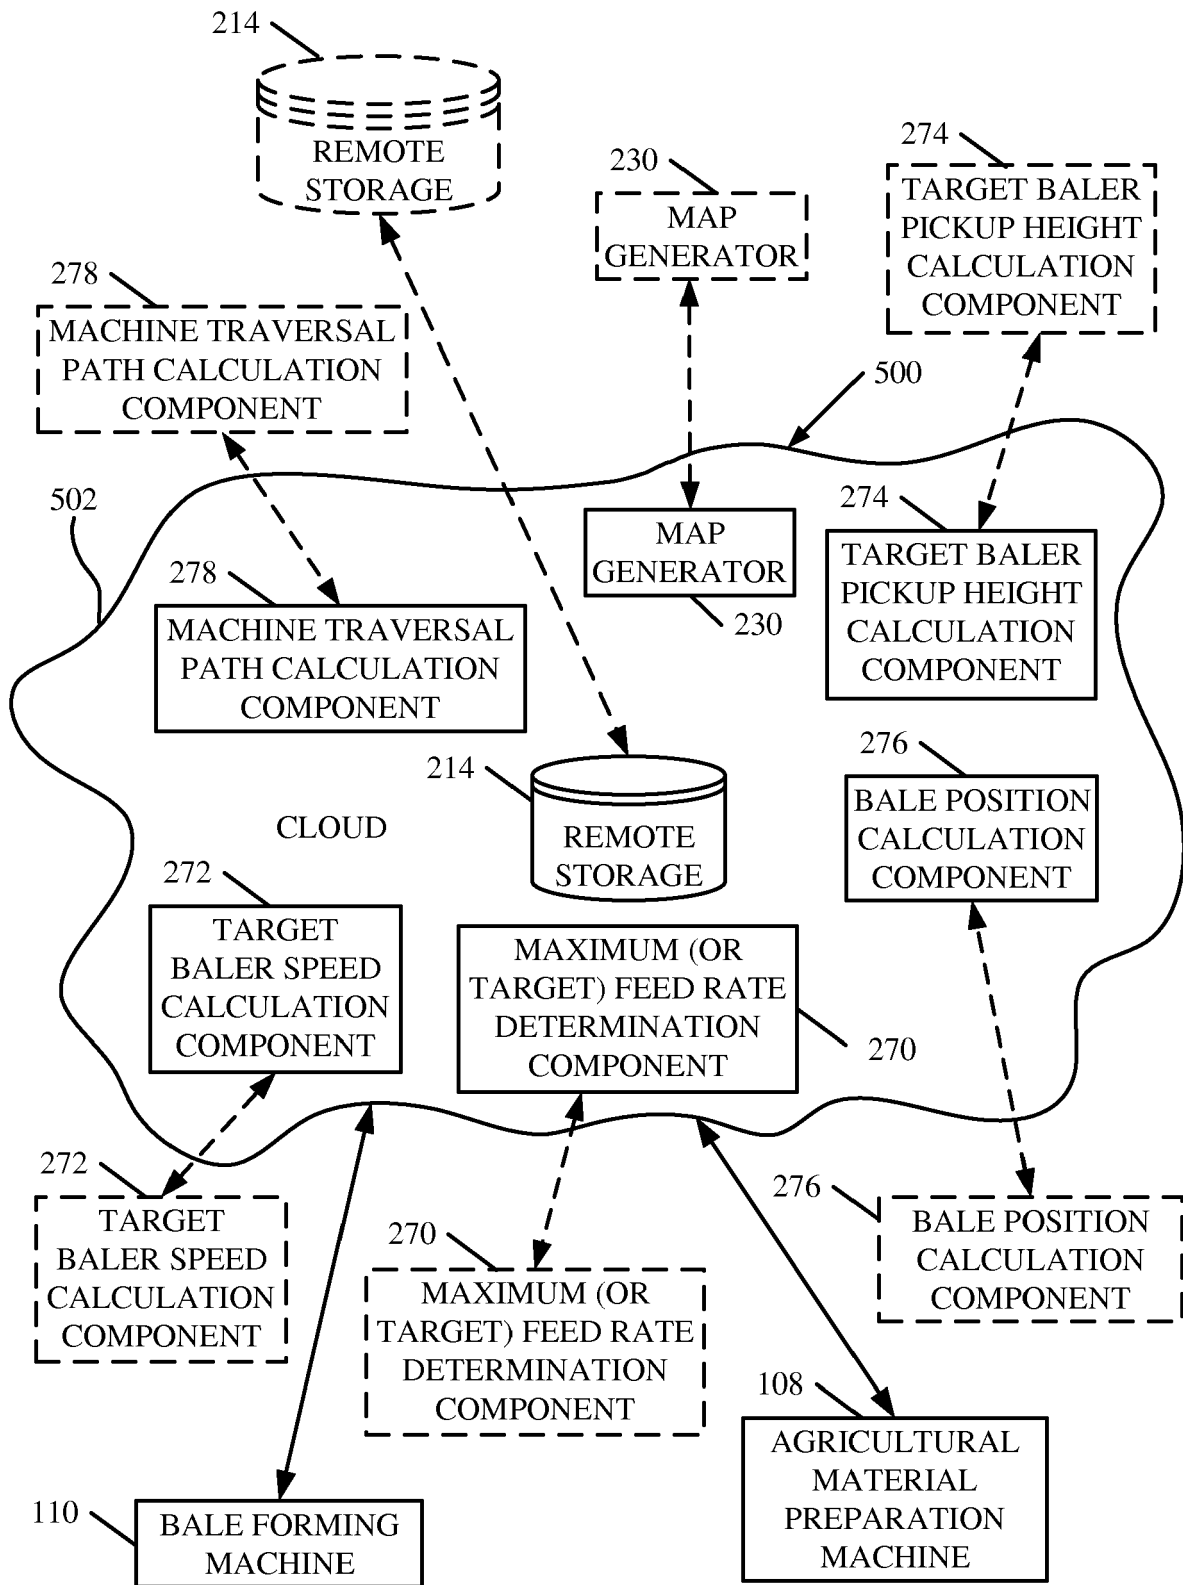 214
REMOTE
STORAGE
230
MAP
GENERATOR
274
TARGET BALER
PICKUP HEIGHT
CALCULATION
COMPONENT
278
MACHINE TRAVERSAL
PATH CALCULATION
COMPONENT
500
502
278
MACHINE TRAVERSAL
PATH CALCULATION
COMPONENT
MAP
GENERATOR
230
274
TARGET BALER
PICKUP HEIGHT
CALCULATION
COMPONENT
214
REMOTE
STORAGE
276
BALE POSITION
CALCULATION
COMPONENT
CLOUD
272
TARGET
BALER SPEED
CALCULATION
COMPONENT
MAXIMUM (OR
TARGET) FEED RATE
DETERMINATION
COMPONENT
270
272
TARGET
BALER SPEED
CALCULATION
COMPONENT
270
MAXIMUM (OR
TARGET) FEED RATE
DETERMINATION
COMPONENT
276
BALE POSITION
CALCULATION
COMPONENT
108
AGRICULTURAL
MATERIAL
PREPARATION
MACHINE
110
BALE FORMING
MACHINE